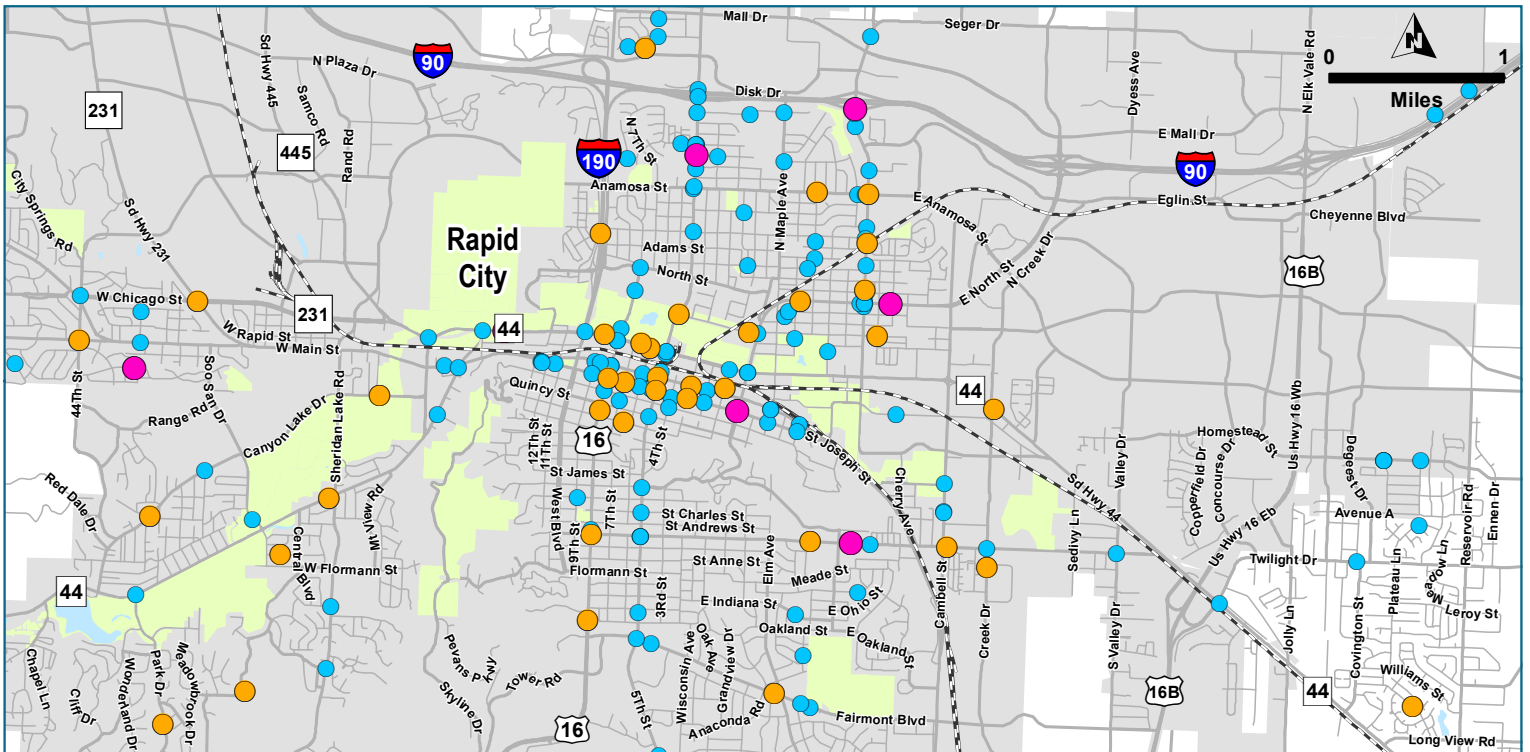 Mall Dr
Seger Dr
Sd Hwy 445
N Plaza Dr
90
N
0
1
Miles
Dyess Ave
N Elk Vale Rd
231
Samco Rd
Disk Dr
445
Rand Rd
N 7Th St
E Mall Dr
190
90
City Springs Rd
Anamosa St
N Maple Ave
Eglin St
Sd Hwy 231
E Anamosa St
Cheyenne Blvd
Rapid
City
Adams St
North St
E North St
N Creek Dr
16B
W Chicago St
231
W Rapid St
44
W Main St
44Th St
Soo San Dr
Sheridan Lake Rd
Quincy St
44
Range Rd
Canyon Lake Dr
12Th St
11Th St
16
4Th St
St Joseph St
Valley Dr
Homestead St
Us Hwy 16 Wb
Degeest Dr
Copperfield Dr
Concourse Dr
Red Dale Dr
Mt View Rd
St James St
West Blvd
7Th St
Cherry Ave
Sd Hwy 44
Reservoir Rd
Ennen Dr
St Charles St
St Andrews St
Avenue A
9Th St
Sedivy Ln
Us Hwy 16 Eb
Central Blvd
W Flormann St
Flormann St
St Anne St
Elm Ave
Meade St
Twilight Dr
Plateau Ln
Meadow Ln
44
3Rd St
E Indiana St
E Ohio St
Cambell St
Creek Dr
S Valley Dr
Jolly Ln
Covington St
Leroy St
Oakland St
E Oakland St
Chapel Ln
Cliff Dr
Wonderland Dr
Park Dr
Meadowbrook Dr
Pevans Pkwy
Skyline Dr
Tower Rd
5Th St
Wisconsin Ave
Oak Ave
Grandview Dr
Anaconda Rd
Fairmont Blvd
16
16B
44
Williams St
Long View Rd